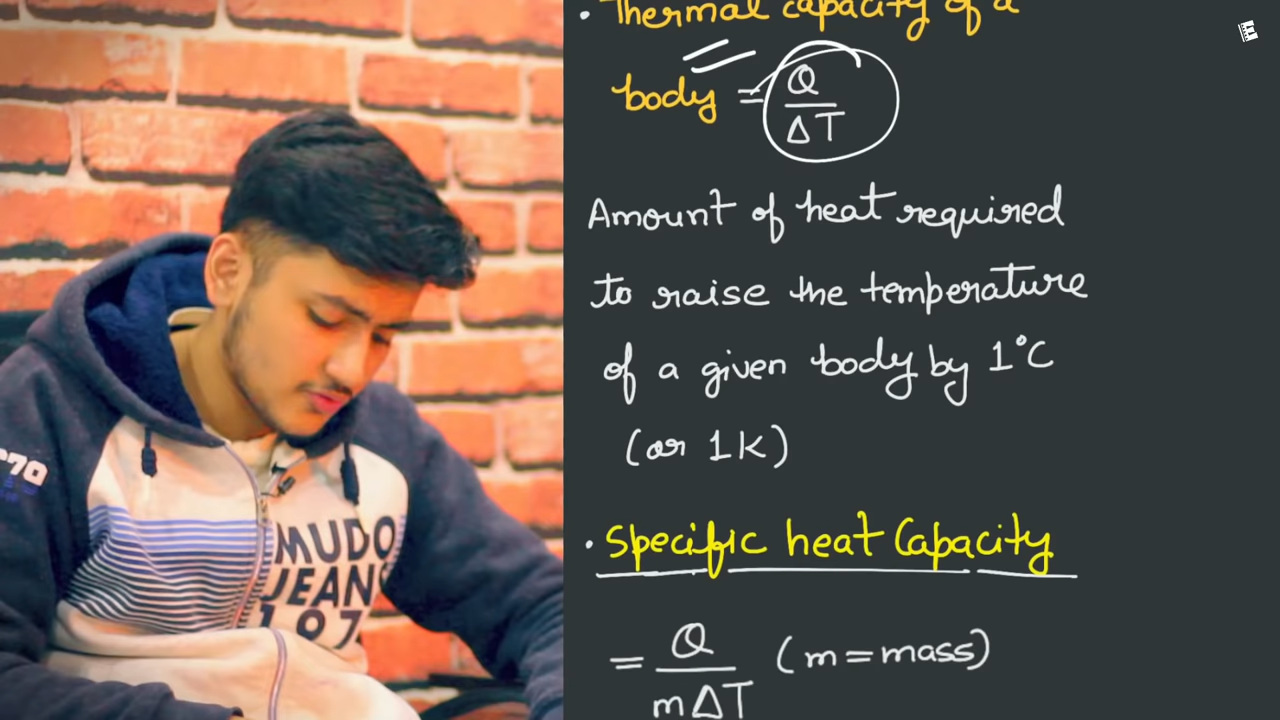 • Thermal capacity of a
body = Q
ΔT
Amount of heat required
to raise the temperature
of a given body by 1°C
(or 1K)
• Specific heat Capacity
= Q (m = mass)
mΔT
MUDO
JEANS
197